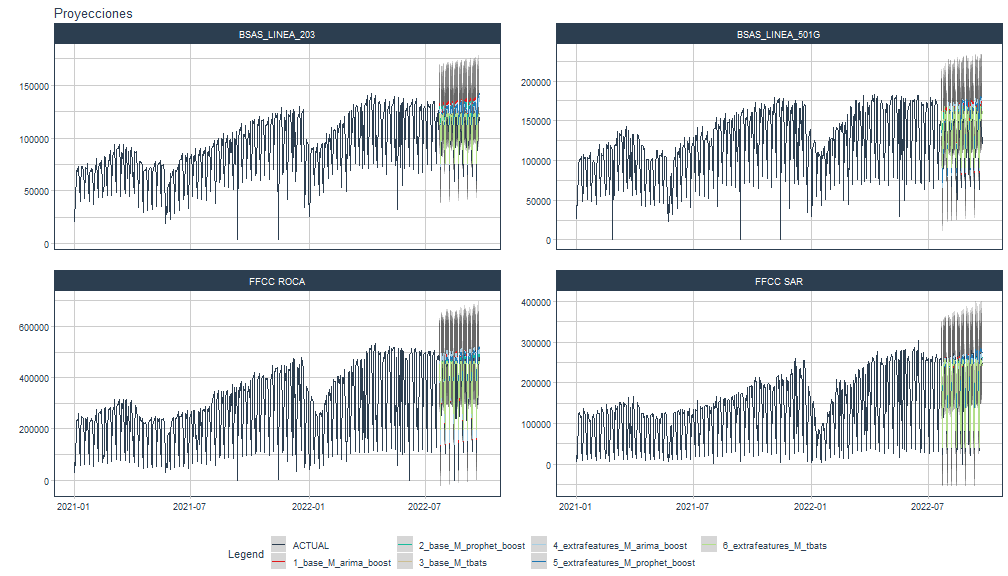 Proyecciones
BSAS_LINEA_203
BSAS_LINEA_501G
150000
100000
50000
0
200000
150000
100000
50000
0
FFCC ROCA
FFCC SAR
600000
400000
200000
0
400000
300000
200000
100000
0
2021-01 2021-07 2022-01 2022-07
2021-01 2021-07 2022-01 2022-07
Legend
ACTUAL 2_base_M_prophet_boost 4_extrafeatures_M_arima_boost 6_extrafeatures_M_tbats
1_base_M_arima_boost 3_base_M_tbats 5_extrafeatures_M_prophet_boost